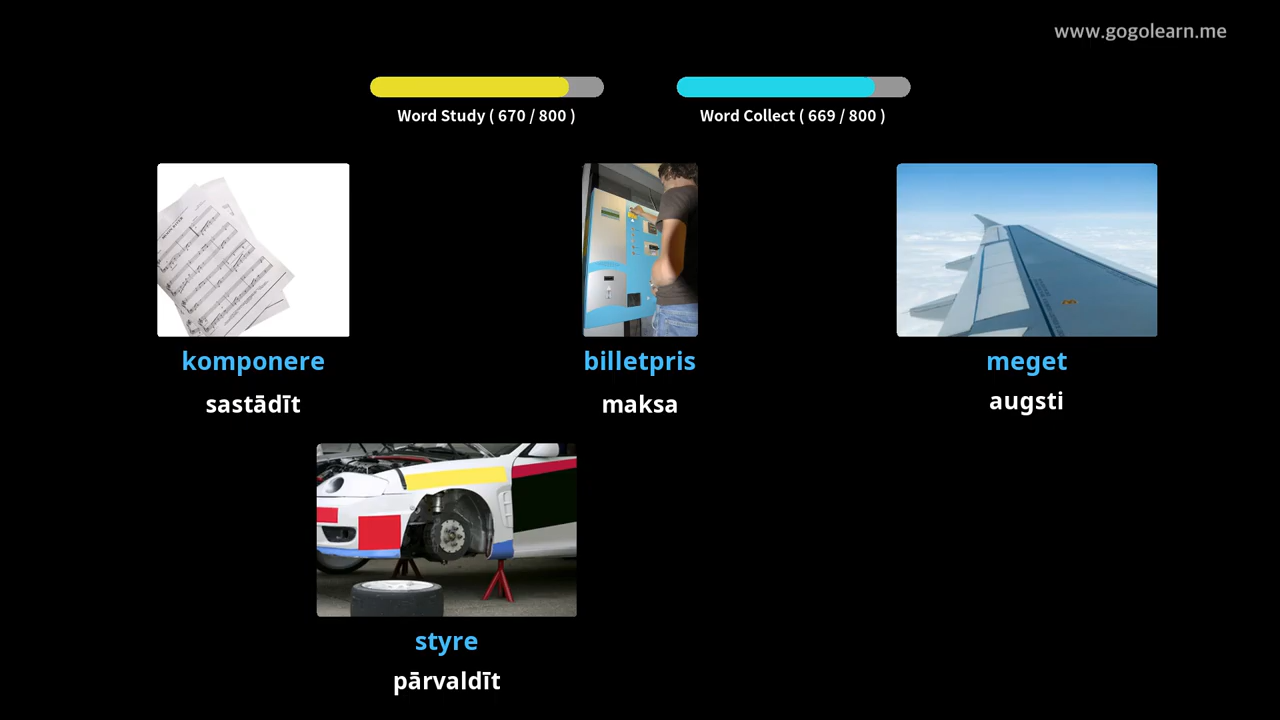 www.gogolearn.me
Word Study ( 670 / 800 )
Word Collect ( 669 / 800 )
komponere
sastādīt
billetpris
maksa
meget
augsti
styre
pārvaldīt